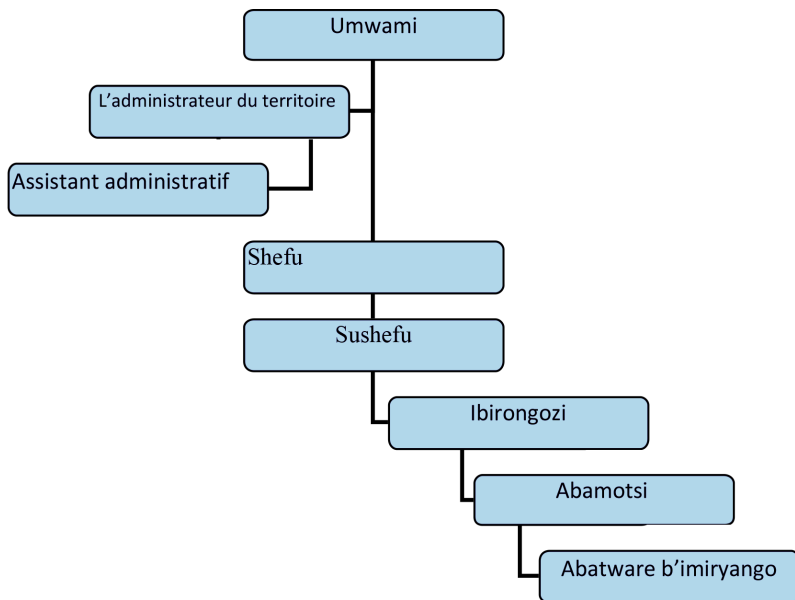 Umwami
L’administrateur du territoire
Assistant administratif
Shefu
Sushefu
Ibirongozi
Abamotsi
Abatware b’imiryango